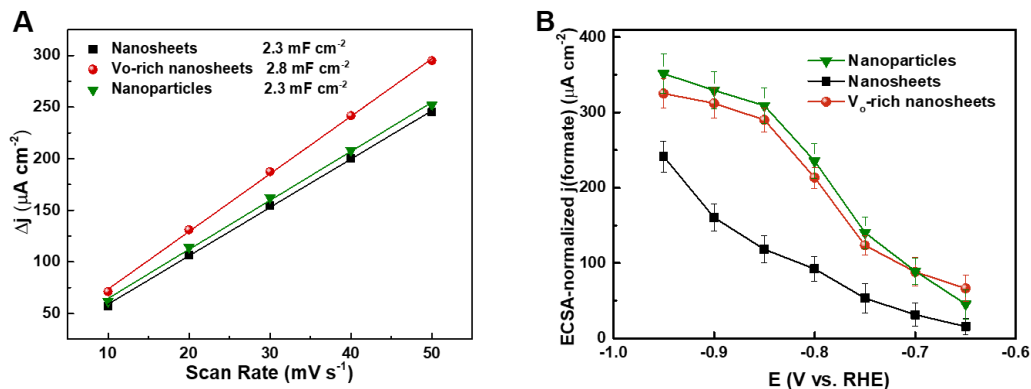 A
Nanosheets 2.3 mF cm⁻²
Vo-rich nanosheets 2.8 mF cm⁻²
Nanoparticles 2.3 mF cm⁻²
Δj (μA cm⁻²)
300
250
200
150
100
50
10 20 30 40 50
Scan Rate (mV s⁻¹)
B
Nanoparticles
Nanosheets
Vₒ-rich nanosheets
ECSA-normalized j(formate) (μA cm⁻²)
400
300
200
100
0
-1.0 -0.9 -0.8 -0.7 -0.6
E (V vs. RHE)